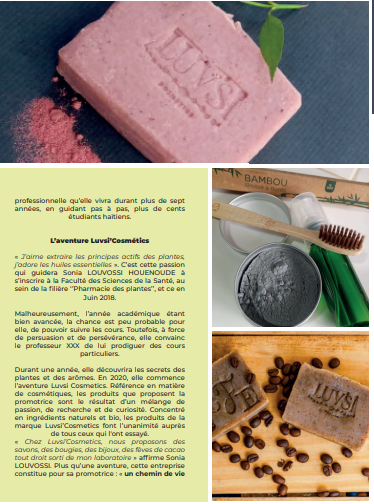 LUVSI
professionnelle qu'elle vivra durant plus de sept
années, en guidant pas à pas, plus de cents
étudiants haïtiens.
BAMBOU
L'aventure Luvsi'Cosmétics
« J'aime extraire les principes actifs des plantes,
j'adore les huiles essentielles ». C'est cette passion
qui guidera Sonia LOUVOSSI HOUENOUDE à
s'inscrire à la Faculté des Sciences de la Santé, au
sein de la filière "Pharmacie des plantes", et ce en
Juin 2018.
Malheureusement, l'année académique étant
bien avancée, la chance est peu probable pour
elle, de pouvoir suivre les cours. Toutefois, à force
de persuasion et de persévérance, elle convainc
le professeur XXX de lui prodiguer des cours
particuliers.
Durant une année, elle découvrira les secrets des
plantes et des arômes. En 2020, elle commence
l'aventure Luvsi Cosmetics. Référence en matière
de cosmétiques, les produits que proposent la
promotrice sont le résultat d'un mélange de
passion, de recherche et de curiosité. Concentré
en ingrédients naturels et bio, les produits de la
marque Luvsi'Cosmetics font l'unanimité auprès
de tous ceux qui l'ont essayé.
« Chez Luvsi'Cosmetics, nous proposons des
savons, des bougies, des bijoux, des fèves de cacao
tout droit sorti de mon laboratoire » affirme Sonia
LOUVOSSI. Plus qu'une aventure, cette entreprise
constitue pour sa promotrice : « un chemin de vie
LUVSI